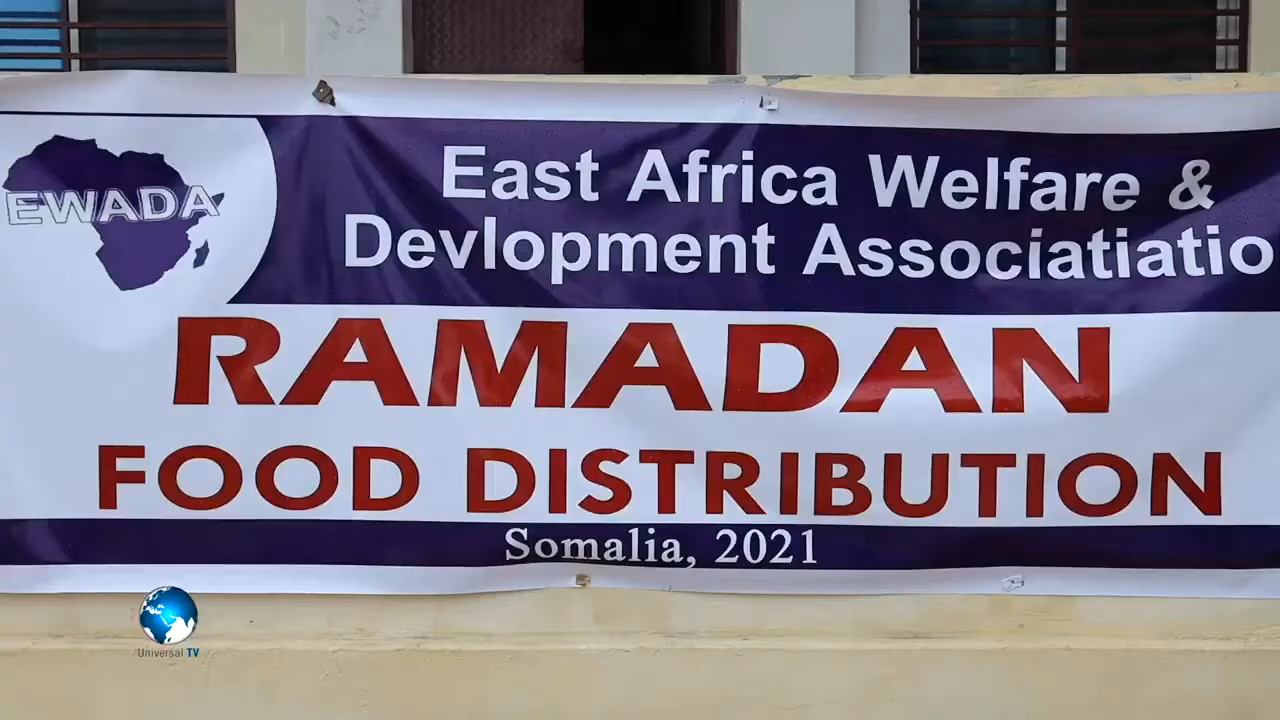 EWADA
East Africa Welfare &
Devlopment Associatiatio
RAMADAN
FOOD DISTRIBUTION
Somalia, 2021
Universal TV